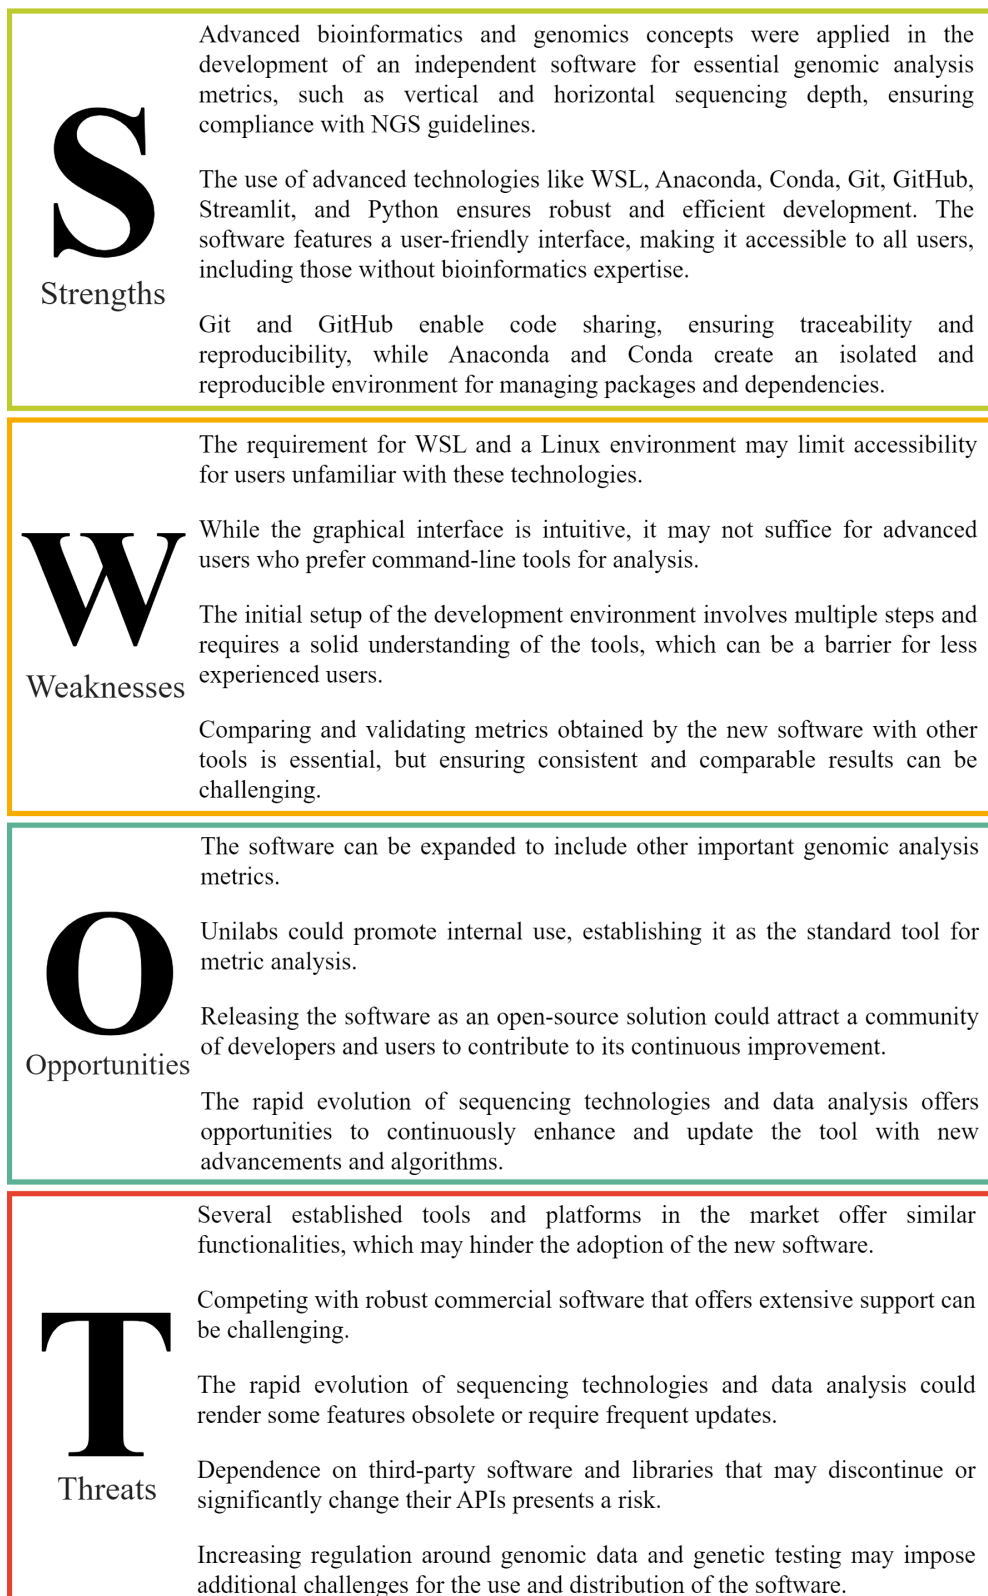 Advanced bioinformatics and genomics concepts were applied in the
development of an independent software for essential genomic analysis
metrics, such as vertical and horizontal sequencing depth, ensuring
compliance with NGS guidelines.
The use of advanced technologies like WSL, Anaconda, Conda, Git, GitHub,
Streamlit, and Python ensures robust and efficient development. The
software features a user-friendly interface, making it accessible to all users,
including those without bioinformatics expertise.
Git and GitHub enable code sharing, ensuring traceability and
reproducibility, while Anaconda and Conda create an isolated and
reproducible environment for managing packages and dependencies.
S
Strengths
The requirement for WSL and a Linux environment may limit accessibility
for users unfamiliar with these technologies.
While the graphical interface is intuitive, it may not suffice for advanced
users who prefer command-line tools for analysis.
The initial setup of the development environment involves multiple steps and
requires a solid understanding of the tools, which can be a barrier for less
experienced users.
Comparing and validating metrics obtained by the new software with other
tools is essential, but ensuring consistent and comparable results can be
challenging.
W
Weaknesses
The software can be expanded to include other important genomic analysis
metrics.
Unilabs could promote internal use, establishing it as the standard tool for
metric analysis.
Releasing the software as an open-source solution could attract a community
of developers and users to contribute to its continuous improvement.
The rapid evolution of sequencing technologies and data analysis offers
opportunities to continuously enhance and update the tool with new
advancements and algorithms.
O
Opportunities
Several established tools and platforms in the market offer similar
functionalities, which may hinder the adoption of the new software.
Competing with robust commercial software that offers extensive support can
be challenging.
The rapid evolution of sequencing technologies and data analysis could
render some features obsolete or require frequent updates.
Dependence on third-party software and libraries that may discontinue or
significantly change their APIs presents a risk.
Increasing regulation around genomic data and genetic testing may impose
additional challenges for the use and distribution of the software.
T
Threats